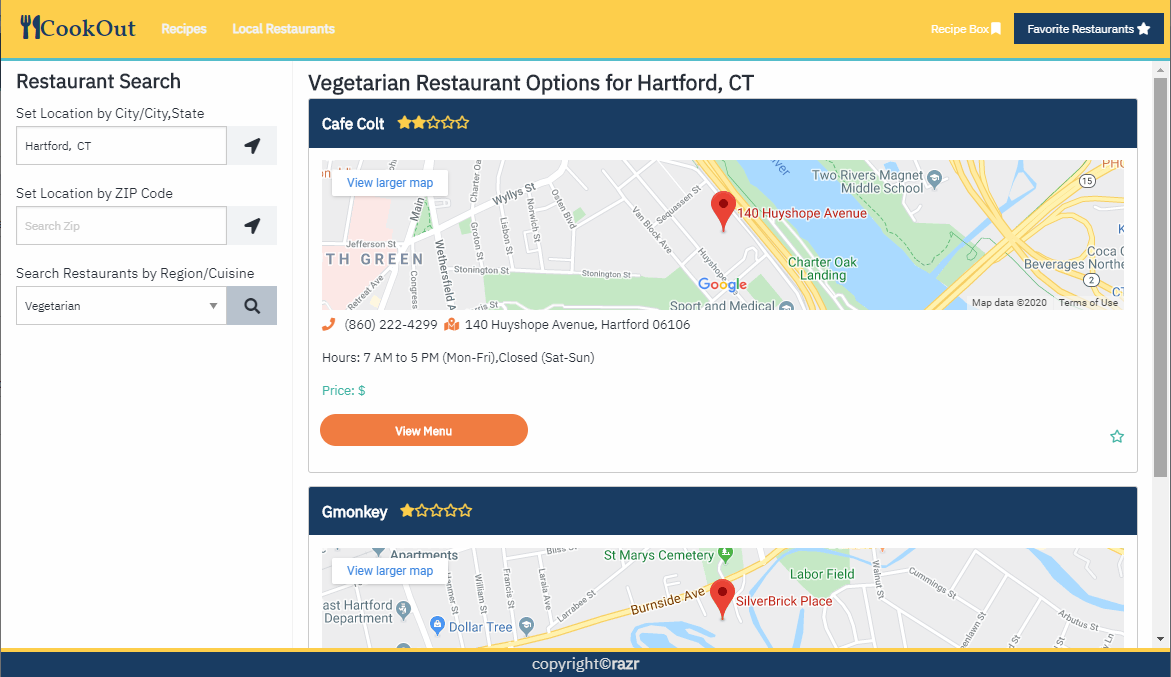 CookOut
Recipes
Local Restaurants
Recipe Box
Favorite Restaurants
Restaurant Search
Set Location by City/City,State
Hartford, CT
Set Location by ZIP Code
Search Zip
Search Restaurants by Region/Cuisine
Vegetarian
Vegetarian Restaurant Options for Hartford, CT
Cafe Colt
View larger map
Main
Charter Oa
Wyllys St
Norwich St
Lisbon St
Groton St
Osten Blvd
Van Block Ave
Sequassen St
Huyshope
140 Huyshope Avenue
Two Rivers Magnet
Middle School
15
PHO
Jefferson St
TH GREEN
Wethersfield A
Stonington St
Stonington St
Retreat Ave
Congress
Charter Oak
Landing
Coca C
Beverages Northe
2
Google
Sport and Medical
Map data ©2020
Terms of Use
(860) 222-4299
140 Huyshope Avenue, Hartford 06106
Hours: 7 AM to 5 PM (Mon-Fri),Closed (Sat-Sun)
Price: $
View Menu
Gmonkey
Apartments
View larger map
St Marys Cemetery
Labor Field
Walnut St
Cummings St
Arbutus St
William St
Francis St
Laraia Ave
Larrabee St
Burnside Ave
SilverBrick Place
ast Hartford
Department
Dollar Tree
copyright©razr